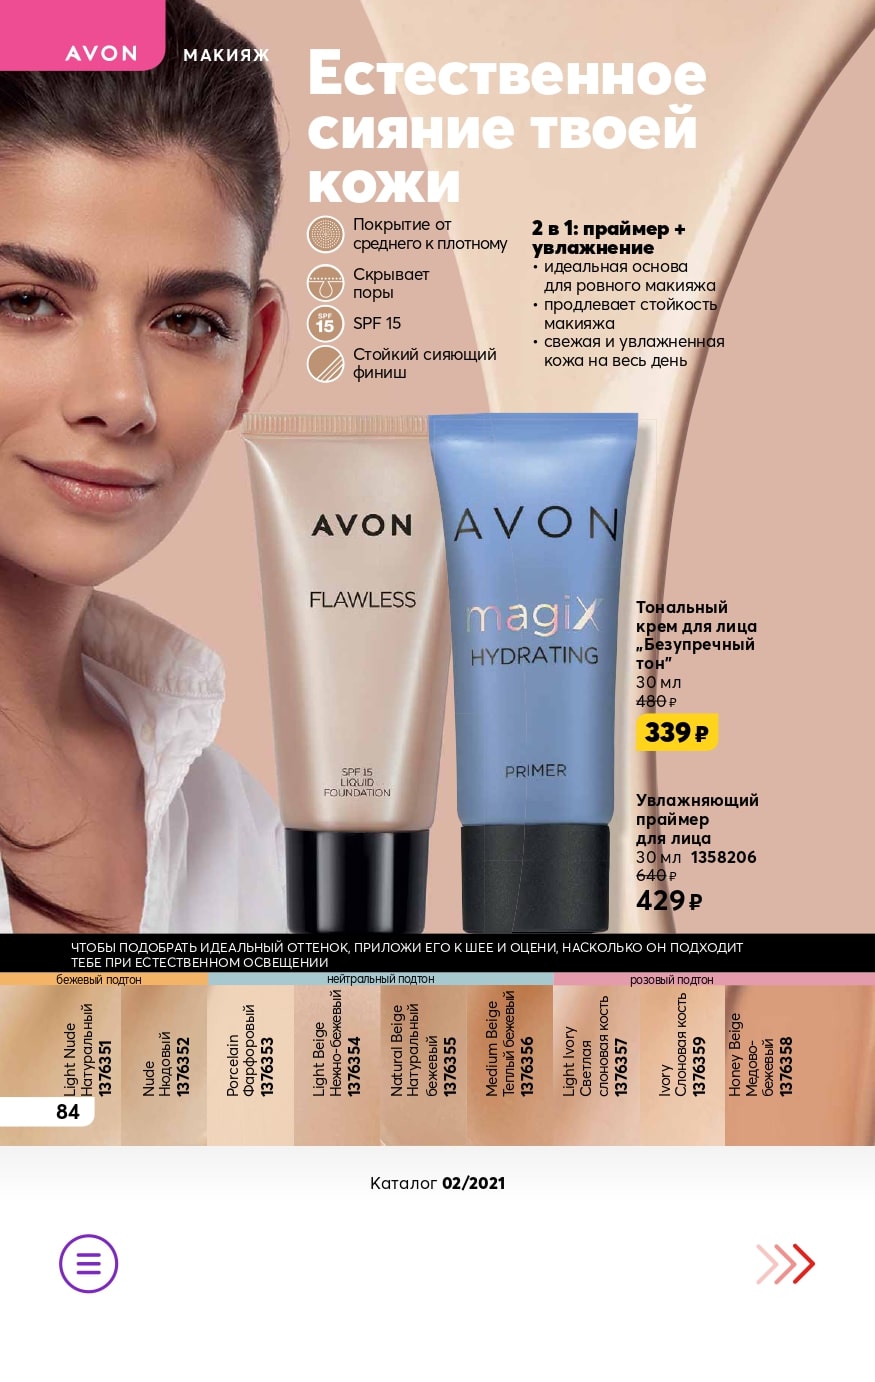 AVON
МАКИЯЖ
Естественное
сияние твоей
кожи
Покрытие от
среднего к плотному
Скрывает
поры
SPF
15
SPF 15
Стойкий сияющий
финиш
2 в 1: праймер +
увлажнение
• идеальная основа
для ровного макияжа
• продлевает стойкость
макияжа
• свежая и увлажненная
кожа на весь день
AVON
FLAWLESS
SPF 15
LIQUID
FOUNDATION
AVON
magiX
HYDRATING
PRIMER
Тональный
крем для лица
„Безупречный
тон"
30 мл
480 ₽
339 ₽
Увлажняющий
праймер
для лица
30 мл 1358206
640 ₽
429 ₽
ЧТОБЫ ПОДОБРАТЬ ИДЕАЛЬНЫЙ ОТТЕНОК, ПРИЛОЖИ ЕГО К ШЕЕ И ОЦЕНИ, НАСКОЛЬКО ОН ПОДХОДИТ
ТЕБЕ ПРИ ЕСТЕСТВЕННОМ ОСВЕЩЕНИИ
бежевый подтон
нейтральный подтон
розовый подтон
Light Nude
Натуральный
1376351
Nude
Нюдовый
1376352
Porcelain
Фарфоровый
1376353
Light Beige
Нежно-бежевый
1376354
Natural Beige
Натуральный
бежевый
1376355
Medium Beige
Теплый бежевый
1376356
Light Ivory
Светлая
слоновая кость
1376357
Ivory
Слоновая кость
1376359
Honey Beige
Медово-
бежевый
1376358
84
Каталог 02/2021